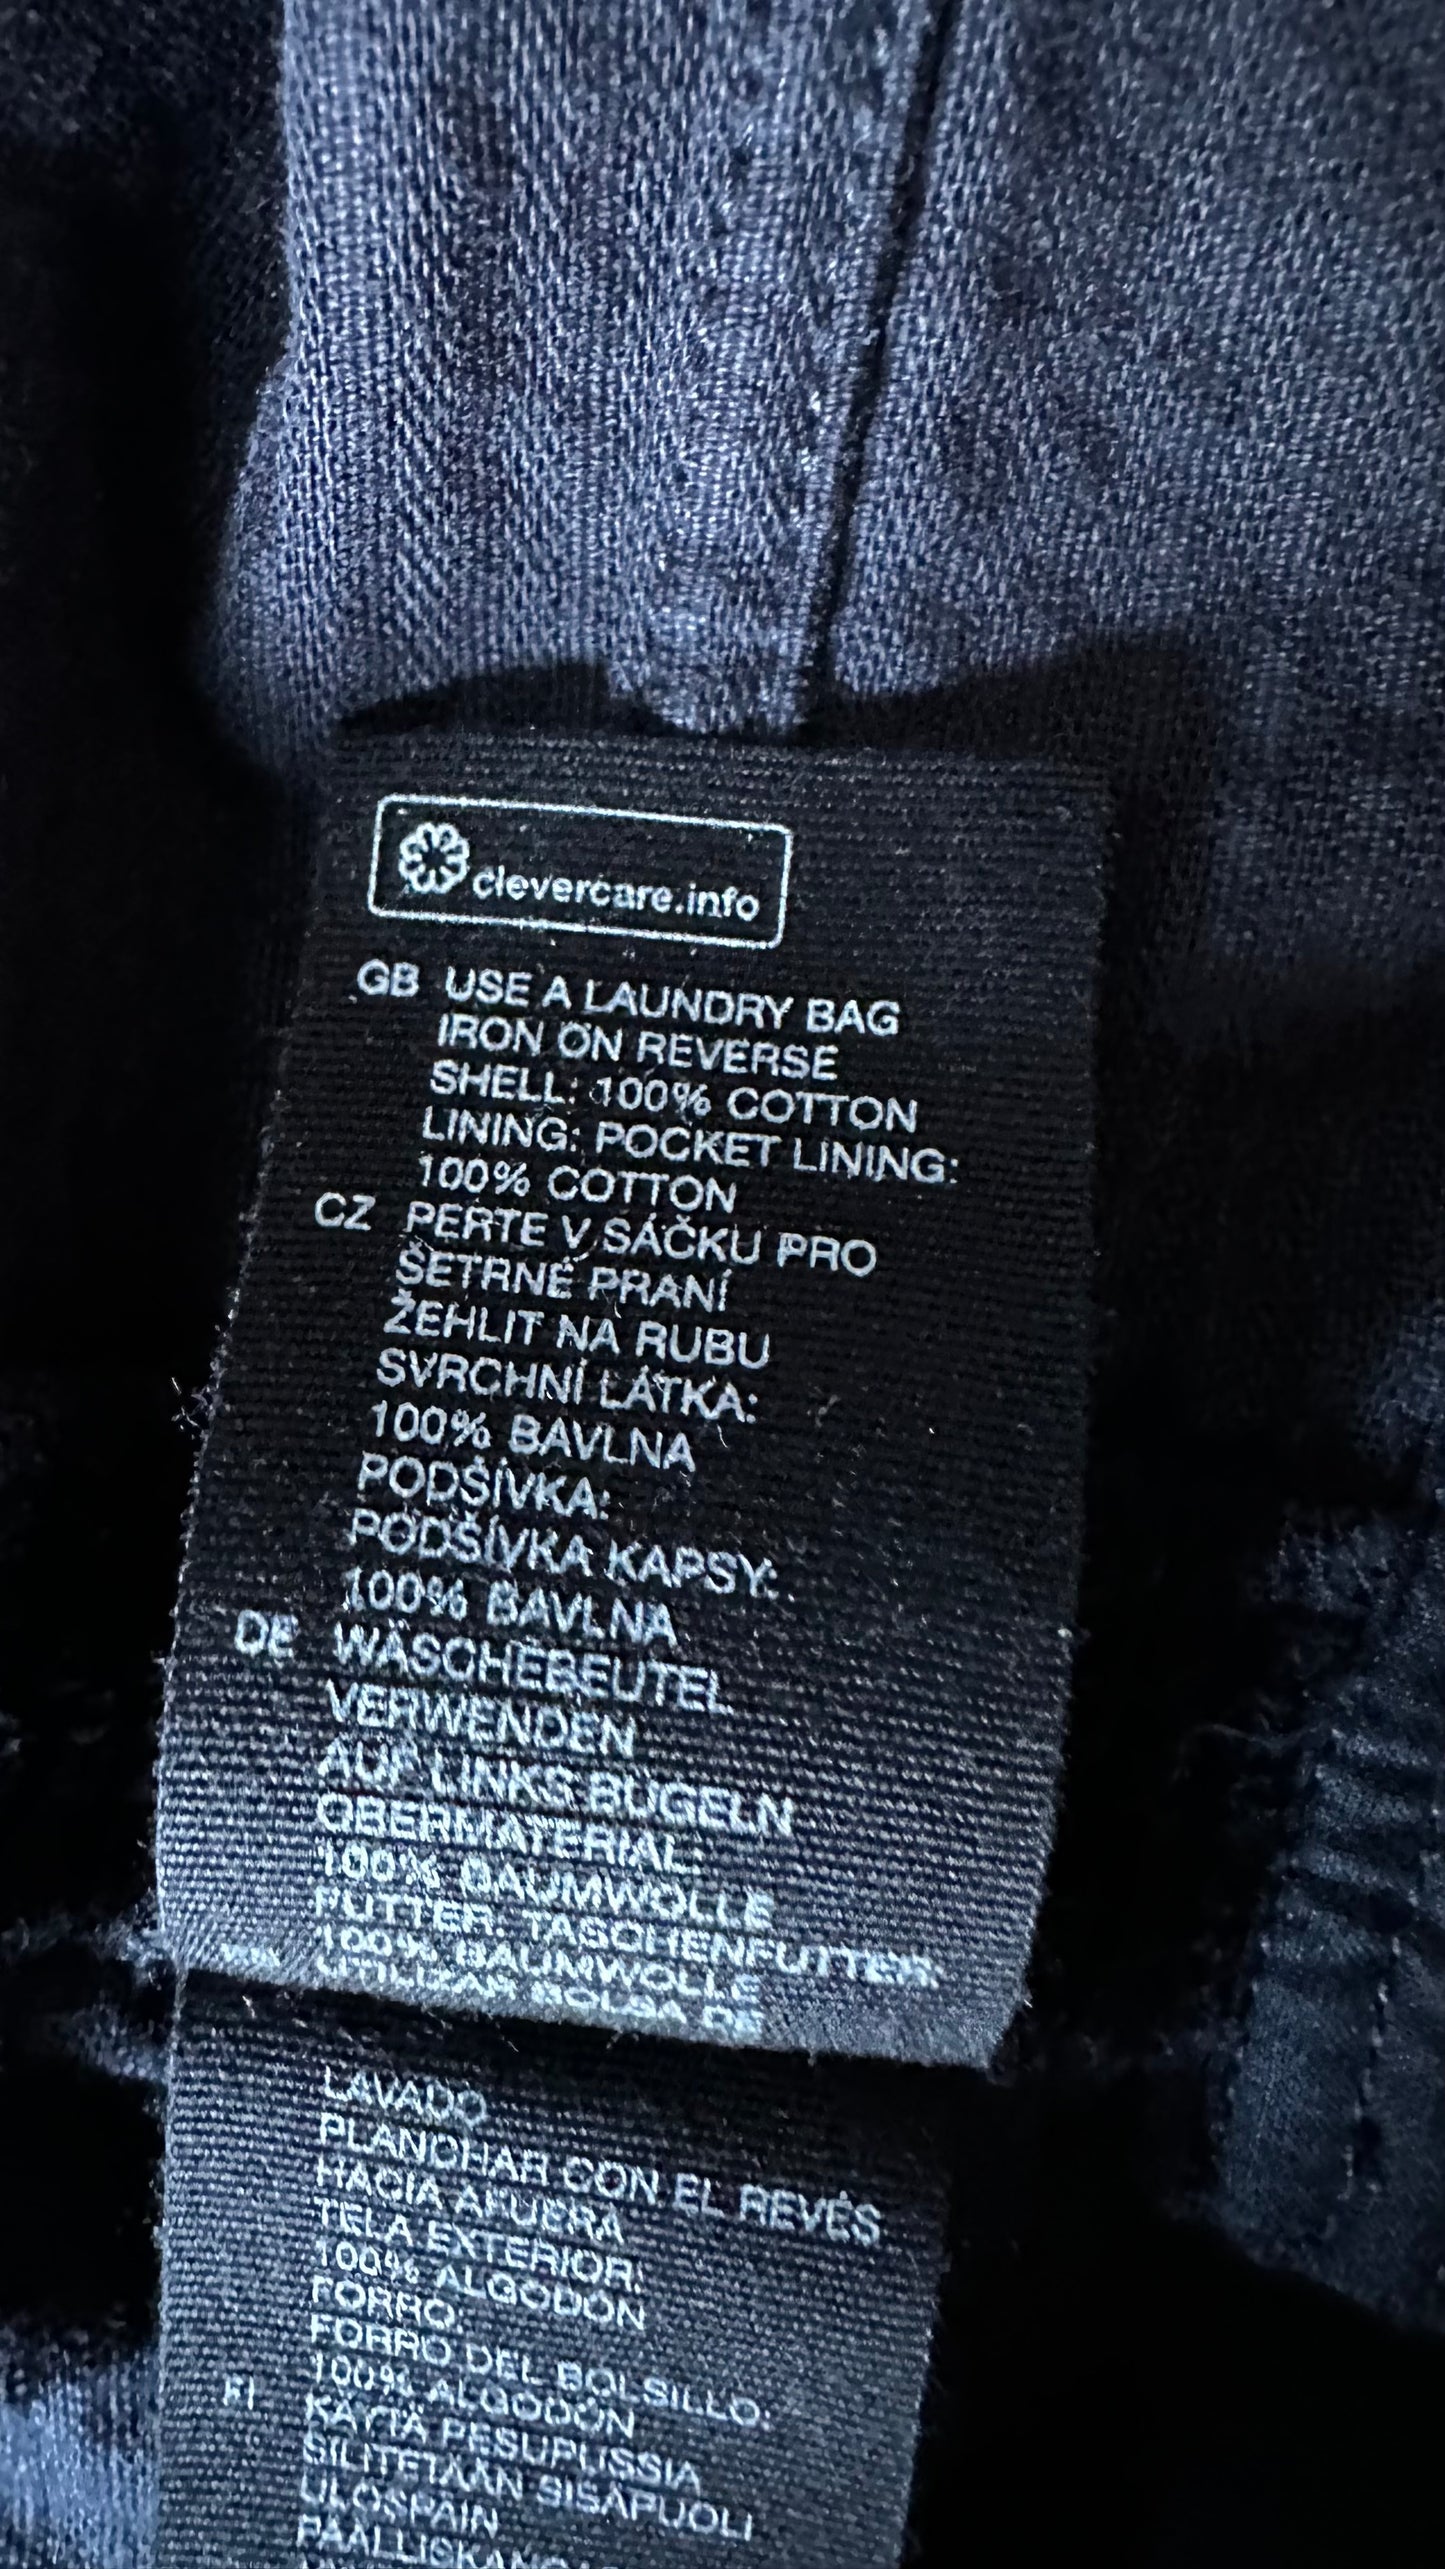 clevercare.info
GB USE A LAUNDRY BAG
IRON ON REVERSE
SHELL: 100% COTTON
LINING: POCKET LINING:
100% COTTON
CZ PERTE V SÁČKU PRO
ŠETRNÉ PRANÍ
ŽEHLIT NA RUBU
SVRCHNÍ LÁTKA:
100% BAVLNA
PODŠÍVKA:
PODŠÍVKA KAPSY:
100% BAVLNA
DE WÄSCHEBEUTEL
VERWENDEN
AUF LINKS BÜGELN
OBERMATERIAL:
100% BAUMWOLLE
FUTTER: TASCHENFUTTER:
100% BAUMWOLLE
UTILIZAR BOLSA DE
LAVADO
PLANCHAR CON EL REVÉS
HACIA AFUERA
TELA EXTERIOR:
100% ALGODÓN
FORRO:
FORRO DEL BOLSILLO:
100% ALGODÓN
FI KÄYTÄ PESUPUSSIA
SILITETÄÄN SISÄPUOLI
ULOSPÄIN